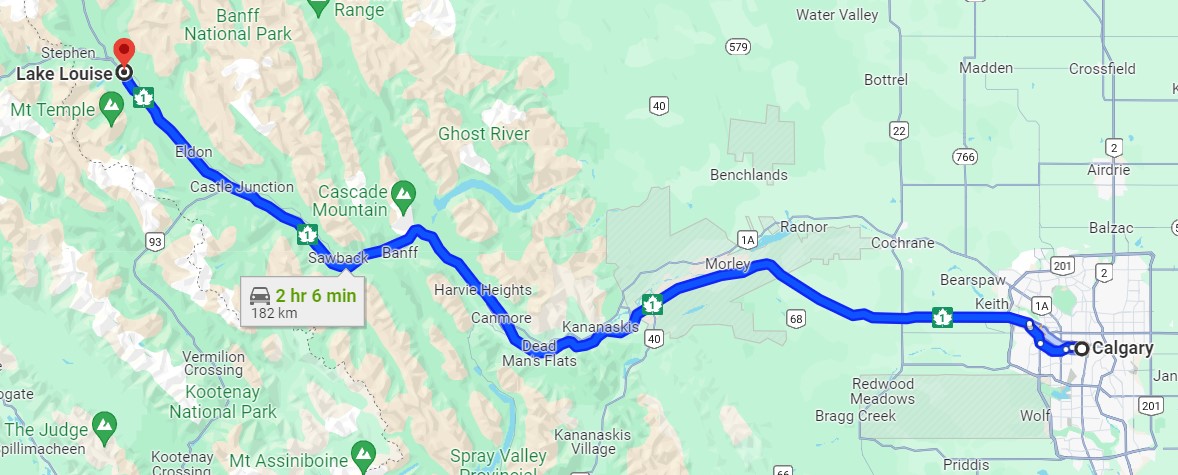 Banff
National Park
Range
Water Valley
Stephen
Lake Louise
579
Bottrel
Madden
Crossfield
1
Mt Temple
40
Ghost River
22
766
2
Eldon
Castle Junction
Benchlands
Airdrie
Cascade
Mountain
93
1
Sawback
Banff
1A
Radnor
Cochrane
Balzac
Morley
201
2
2 hr 6 min
182 km
Harvie Heights
Canmore
Bearspaw
Keith
1
1A
Kananaskis
68
1
40
Dead
Man's Flats
Calgary
Vermilion
Crossing
Kootenay
National Park
Redwood
Meadows
Bragg Creek
Wolf
201
The Judge
Kootenay
Crossing
Mt Assiniboine
Spray Valley
Provincial
Kananaskis
Village
66
Priddis